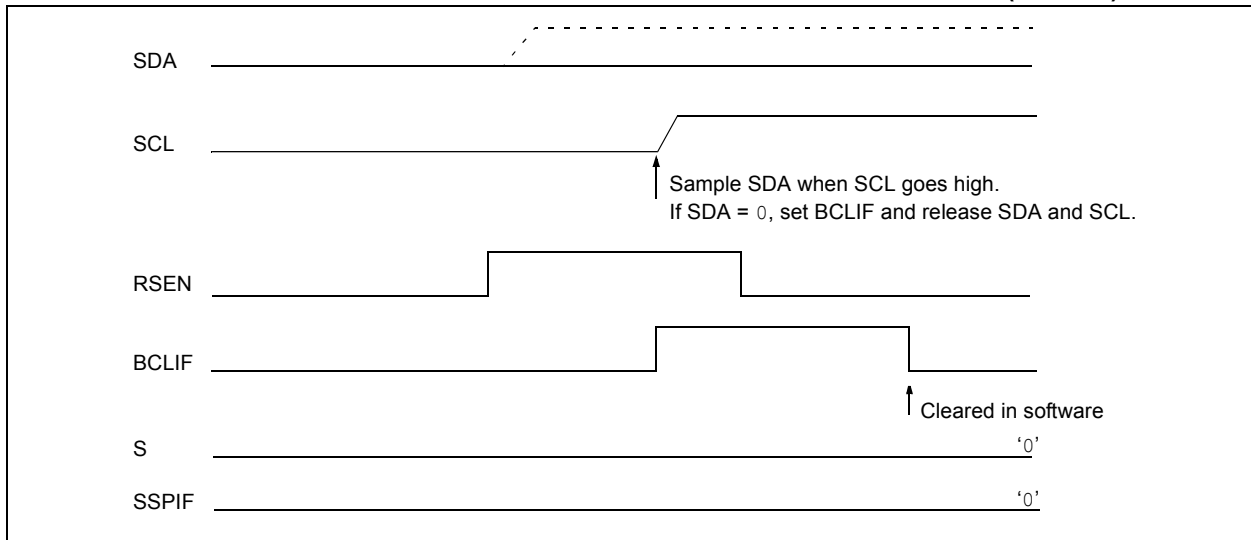 SDA
SCL
Sample SDA when SCL goes high.
If SDA = 0, set BCLIF and release SDA and SCL.
RSEN
BCLIF
Cleared in software
S
‘0’
SSPIF
‘0’